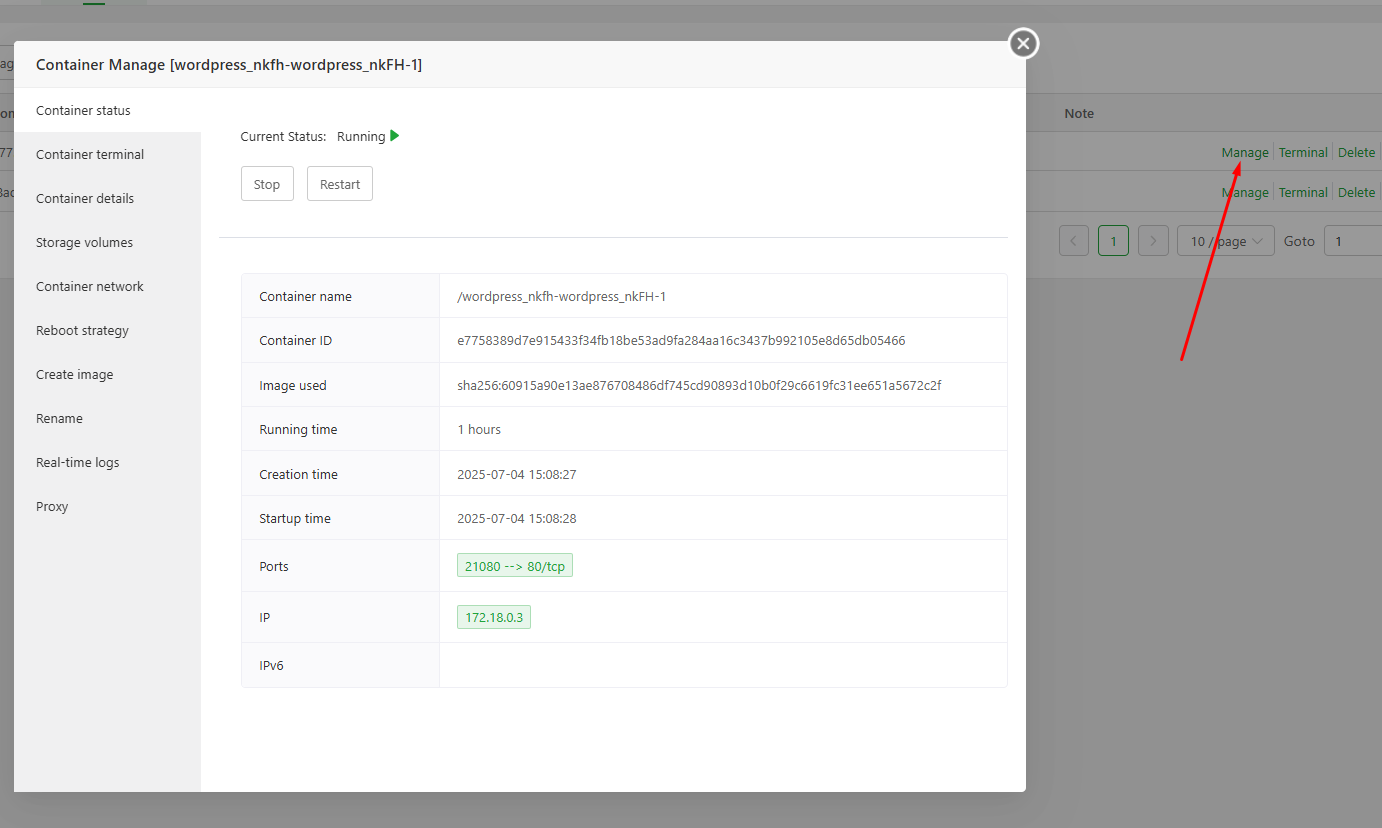 Container Manage [wordpress_nkfh-wordpress_nkFH-1]
Note
Container status
Container terminal
Container details
Storage volumes
Container network
Reboot strategy
Create image
Rename
Real-time logs
Proxy
Current Status: Running
Stop Restart
Container name /wordpress_nkfh-wordpress_nkFH-1
Container ID e7758389d7e915433f34fb18be53ad9fa284aa16c3437b992105e8d65db05466
Image used sha256:60915a90e13ae876708486df745cd90893d10b0f29c6619fc31ee651a5672c2f
Running time 1 hours
Creation time 2025-07-04 15:08:27
Startup time 2025-07-04 15:08:28
Ports 21080 --> 80/tcp
IP 172.18.0.3
IPv6
Manage Terminal Delete
Manage Terminal Delete
1 10 / page Goto 1